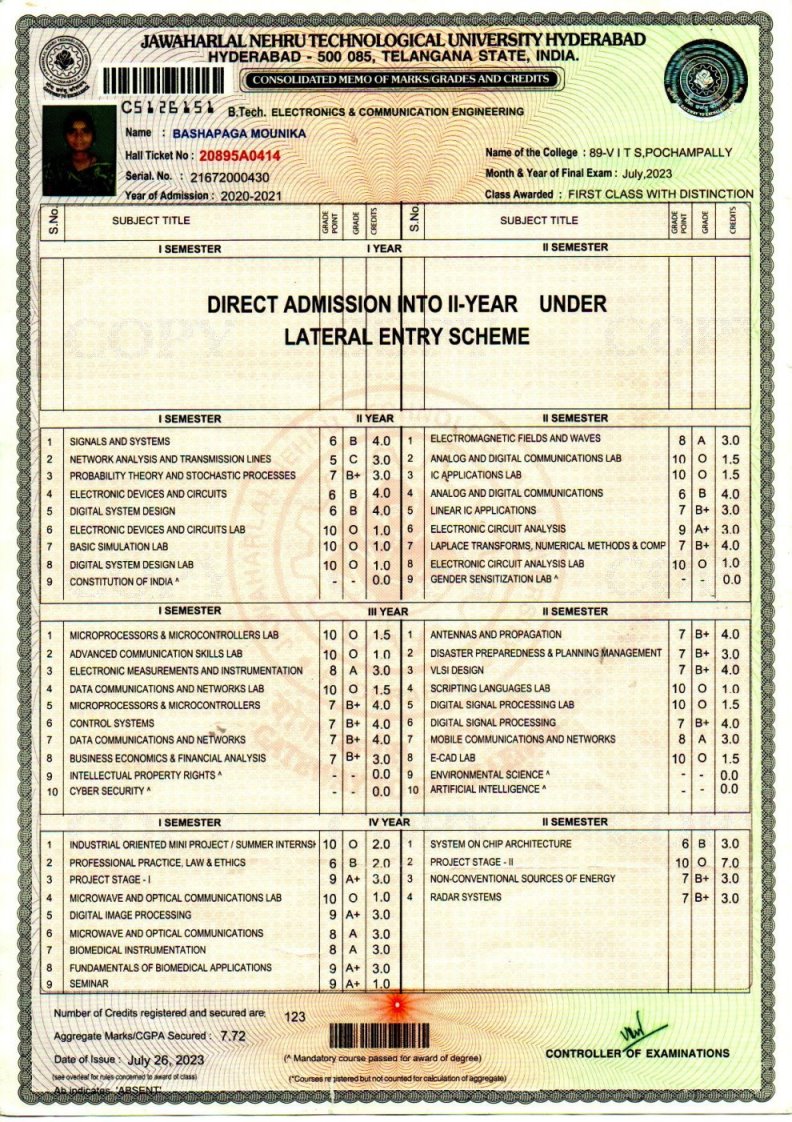 JAWAHARLAL NEHRU TECHNOLOGICAL UNIVERSITY HYDERABAD
HYDERABAD - 500 085, TELANGANA STATE, INDIA.
CONSOLIDATED MEMO OF MARKS/GRADES AND CREDITS
C5126151 B.Tech. ELECTRONICS & COMMUNICATION ENGINEERING
Name : BASHAPAGA MOUNIKA
Hall Ticket No : 20895A0414 Name of the College : 89-V I T S,POCHAMPALLY
Serial. No. : 21672000430 Month & Year of Final Exam : July,2023
Year of Admission : 2020-2021 Class Awarded : FIRST CLASS WITH DISTINCTION
S.No. SUBJECT TITLE GRADE POINT GRADE CREDITS S.No. SUBJECT TITLE GRADE POINT GRADE CREDITS
I SEMESTER I YEAR II SEMESTER
DIRECT ADMISSION INTO II-YEAR UNDER
LATERAL ENTRY SCHEME
I SEMESTER II YEAR II SEMESTER
1 SIGNALS AND SYSTEMS 6 B 4.0 1 ELECTROMAGNETIC FIELDS AND WAVES 8 A 3.0
2 NETWORK ANALYSIS AND TRANSMISSION LINES 5 C 3.0 2 ANALOG AND DIGITAL COMMUNICATIONS LAB 10 O 1.5
3 PROBABILITY THEORY AND STOCHASTIC PROCESSES 7 B+ 3.0 3 IC APPLICATIONS LAB 10 O 1.5
4 ELECTRONIC DEVICES AND CIRCUITS 6 B 4.0 4 ANALOG AND DIGITAL COMMUNICATIONS 6 B 4.0
5 DIGITAL SYSTEM DESIGN 6 B 4.0 5 LINEAR IC APPLICATIONS 7 B+ 3.0
6 ELECTRONIC DEVICES AND CIRCUITS LAB 10 O 1.0 6 ELECTRONIC CIRCUIT ANALYSIS 9 A+ 3.0
7 BASIC SIMULATION LAB 10 O 1.0 7 LAPLACE TRANSFORMS, NUMERICAL METHODS & COMP 7 B+ 4.0
8 DIGITAL SYSTEM DESIGN LAB 10 O 1.0 8 ELECTRONIC CIRCUIT ANALYSIS LAB 10 O 1.0
9 CONSTITUTION OF INDIA ^ - - 0.0 9 GENDER SENSITIZATION LAB ^ - - 0.0
I SEMESTER III YEAR II SEMESTER
1 MICROPROCESSORS & MICROCONTROLLERS LAB 10 O 1.5 1 ANTENNAS AND PROPAGATION 7 B+ 4.0
2 ADVANCED COMMUNICATION SKILLS LAB 10 O 1.0 2 DISASTER PREPAREDNESS & PLANNING MANAGEMENT 7 B+ 3.0
3 ELECTRONIC MEASUREMENTS AND INSTRUMENTATION 8 A 3.0 3 VLSI DESIGN 7 B+ 4.0
4 DATA COMMUNICATIONS AND NETWORKS LAB 10 O 1.5 4 SCRIPTING LANGUAGES LAB 10 O 1.0
5 MICROPROCESSORS & MICROCONTROLLERS 7 B+ 4.0 5 DIGITAL SIGNAL PROCESSING LAB 10 O 1.5
6 CONTROL SYSTEMS 7 B+ 4.0 6 DIGITAL SIGNAL PROCESSING 7 B+ 4.0
7 DATA COMMUNICATIONS AND NETWORKS 7 B+ 4.0 7 MOBILE COMMUNICATIONS AND NETWORKS 8 A 3.0
8 BUSINESS ECONOMICS & FINANCIAL ANALYSIS 7 B+ 3.0 8 E-CAD LAB 10 O 1.5
9 INTELLECTUAL PROPERTY RIGHTS ^ - - 0.0 9 ENVIRONMENTAL SCIENCE ^ - - 0.0
10 CYBER SECURITY ^ - - 0.0 10 ARTIFICIAL INTELLIGENCE ^ - - 0.0
I SEMESTER IV YEAR II SEMESTER
1 INDUSTRIAL ORIENTED MINI PROJECT / SUMMER INTERNSH 10 O 2.0 1 SYSTEM ON CHIP ARCHITECTURE 6 B 3.0
2 PROFESSIONAL PRACTICE, LAW & ETHICS 6 B 2.0 2 PROJECT STAGE - II 10 O 7.0
3 PROJECT STAGE - I 9 A+ 3.0 3 NON-CONVENTIONAL SOURCES OF ENERGY 7 B+ 3.0
4 MICROWAVE AND OPTICAL COMMUNICATIONS LAB 10 O 1.0 4 RADAR SYSTEMS 7 B+ 3.0
5 DIGITAL IMAGE PROCESSING 9 A+ 3.0
6 MICROWAVE AND OPTICAL COMMUNICATIONS 8 A 3.0
7 BIOMEDICAL INSTRUMENTATION 8 A 3.0
8 FUNDAMENTALS OF BIOMEDICAL APPLICATIONS 9 A+ 3.0
9 SEMINAR 9 A+ 1.0
Number of Credits registered and secured are: 123
Aggregate Marks/CGPA Secured : 7.72
Date of Issue : July 26, 2023 (^ Mandatory course passed for award of degree) CONTROLLER OF EXAMINATIONS
(see overleaf for rules concerned to award of class) (*Courses registered but not counted for calculation of aggregate)
Ab indicates, 'ABSENT'